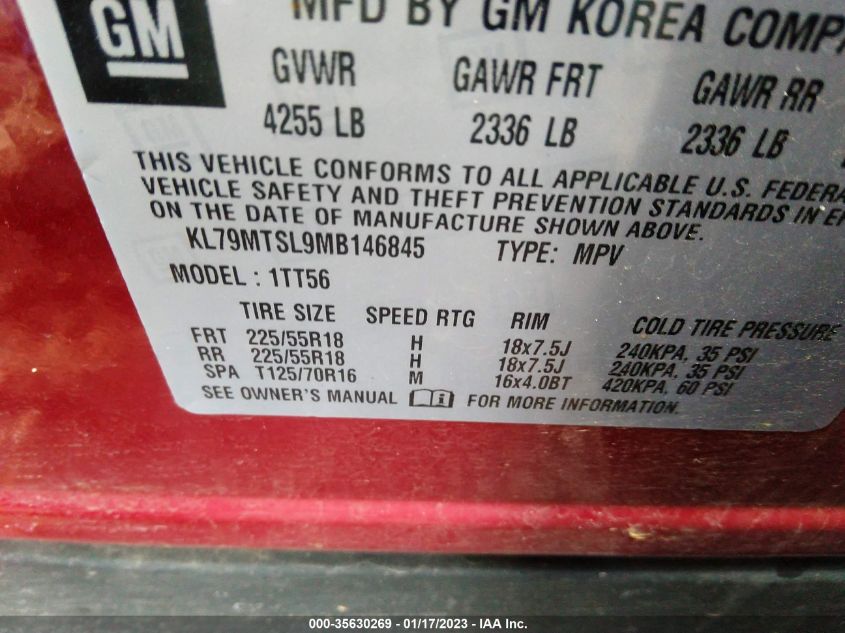 GM
MFD BY GM KOREA
GVWR GAWR FRT GAWR RR
4255 LB 2336 LB 2336 LB
THIS VEHICLE CONFORMS TO ALL APPLICABLE U.S.
VEHICLE SAFETY AND THEFT PREVENTION STANDARDS IN
ON THE DATE OF MANUFACTURE SHOWN ABOVE.
KL79MTSL9MB146845 TYPE: MPV
MODEL : 1TT56
TIRE SIZE SPEED RTG RIM COLD TIRE PRESSURE
FRT 225/55R18 H 18x7.5J 240KPA, 35 PSI
RR 225/55R18 H 18x7.5J 240KPA, 35 PSI
SPA T125/70R16 M 16x4.0BT 420KPA, 60 PSI
SEE OWNER'S MANUAL FOR MORE INFORMATION.
000-35630269 - 01/17/2023 - IAA Inc.